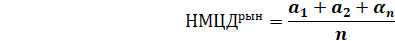 НМЦДрын = a1 + a2 + αn / n